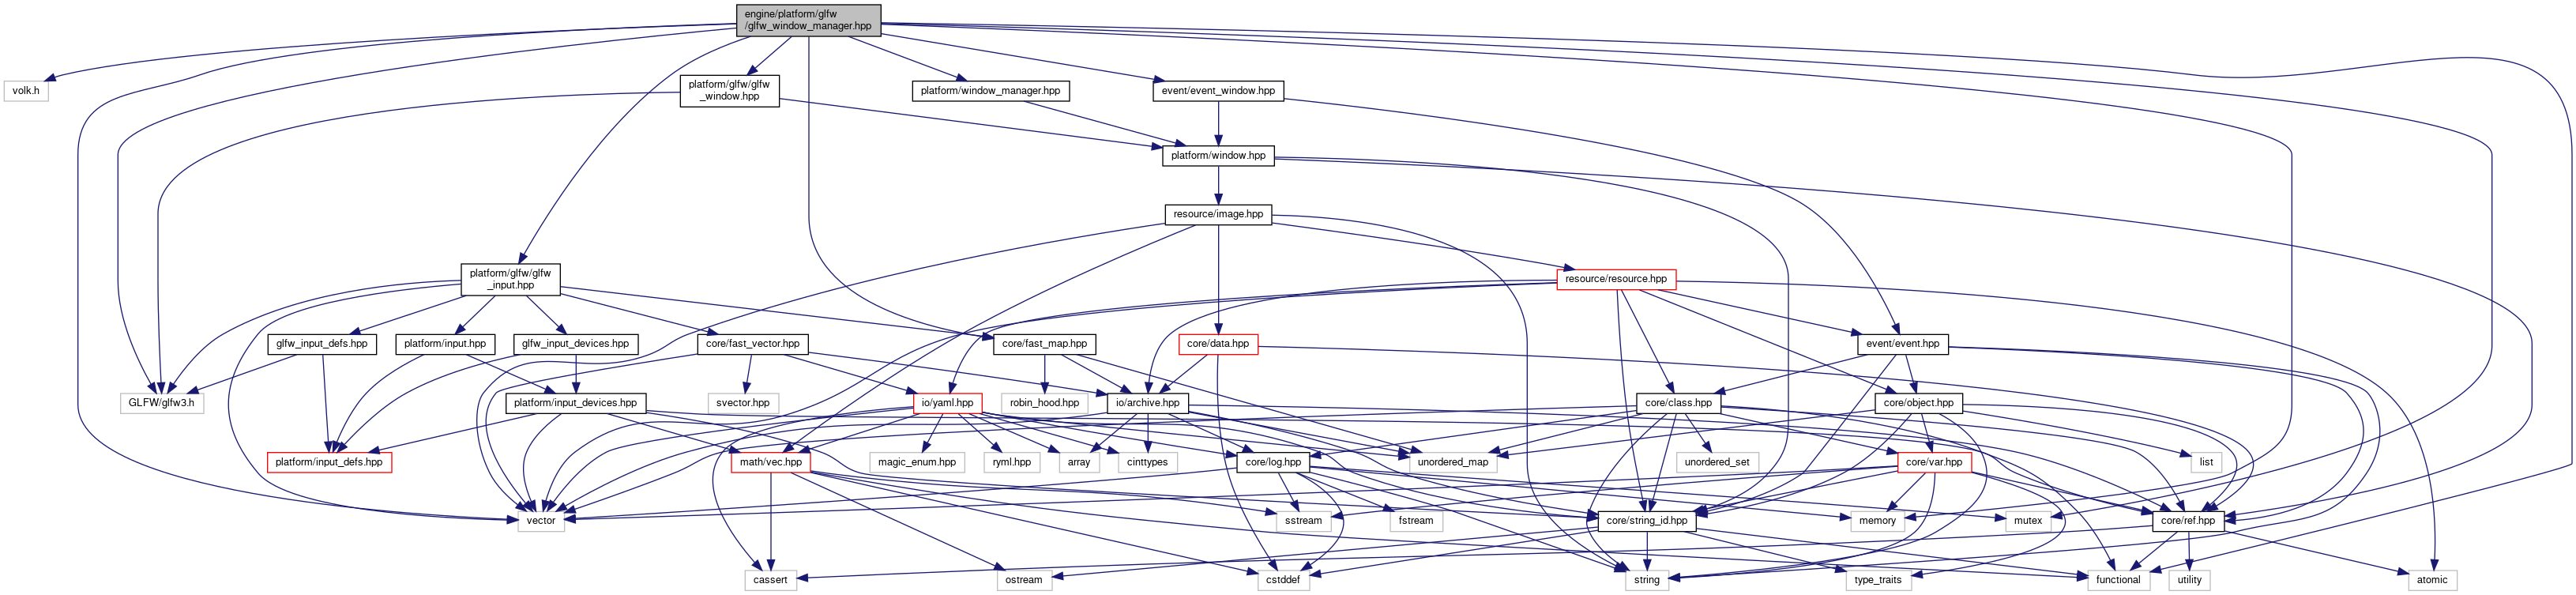 engine/platform/glfw
/glfw_window_manager.hpp
volk.h
platform/glfw/glfw
_window.hpp
platform/window_manager.hpp
event/event_window.hpp
platform/window.hpp
resource/image.hpp
platform/glfw/glfw
_input.hpp
resource/resource.hpp
glfw_input_defs.hpp
platform/input.hpp
glfw_input_devices.hpp
core/fast_vector.hpp
core/fast_map.hpp
core/data.hpp
event/event.hpp
GLFW/glfw3.h
platform/input_devices.hpp
svector.hpp
io/yaml.hpp
robin_hood.hpp
io/archive.hpp
core/class.hpp
core/object.hpp
platform/input_defs.hpp
math/vec.hpp
magic_enum.hpp
ryml.hpp
array
cinttypes
core/log.hpp
unordered_map
unordered_set
core/var.hpp
list
vector
sstream
fstream
core/string_id.hpp
memory
mutex
core/ref.hpp
cassert
ostream
cstddef
string
type_traits
functional
utility
atomic